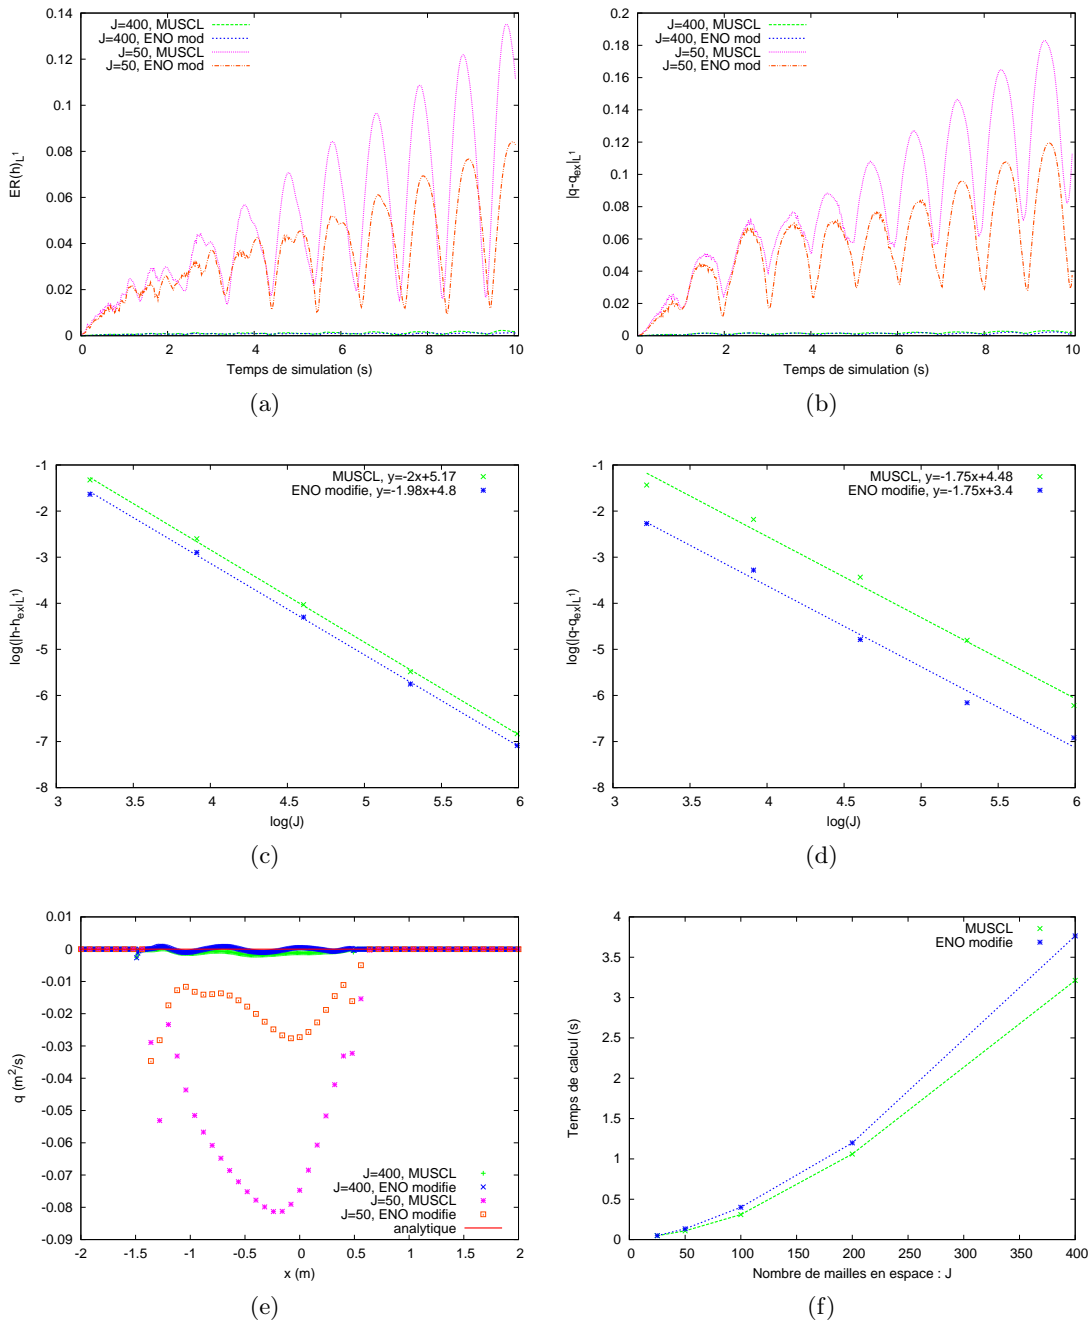 0.14
0.12
0.1
0.08
0.06
0.04
0.02
0
ER(h)L¹
J=400, MUSCL
J=400, ENO mod
J=50, MUSCL
J=50, ENO mod
0 2 4 6 8 10
Temps de simulation (s)
(a)
0.2
0.18
0.16
0.14
0.12
0.1
0.08
0.06
0.04
0.02
0
|q-qex|L¹
J=400, MUSCL
J=400, ENO mod
J=50, MUSCL
J=50, ENO mod
0 2 4 6 8 10
Temps de simulation (s)
(b)
-1
-2
-3
-4
-5
-6
-7
-8
log(|h-hex|L¹)
MUSCL, y=-2x+5.17
ENO modifie, y=-1.98x+4.8
3 3.5 4 4.5 5 5.5 6
log(J)
(c)
-1
-2
-3
-4
-5
-6
-7
-8
log(|q-qex|L¹)
MUSCL, y=-1.75x+4.48
ENO modifie, y=-1.75x+3.4
3 3.5 4 4.5 5 5.5 6
log(J)
(d)
0.01
0
-0.01
-0.02
-0.03
-0.04
-0.05
-0.06
-0.07
-0.08
-0.09
q (m²/s)
J=400, MUSCL
J=400, ENO modifie
J=50, MUSCL
J=50, ENO modifie
analytique
-2 -1.5 -1 -0.5 0 0.5 1 1.5 2
x (m)
(e)
4
3.5
3
2.5
2
1.5
1
0.5
0
Temps de calcul (s)
MUSCL
ENO modifie
0 50 100 150 200 250 300 350 400
Nombre de mailles en espace : J
(f)